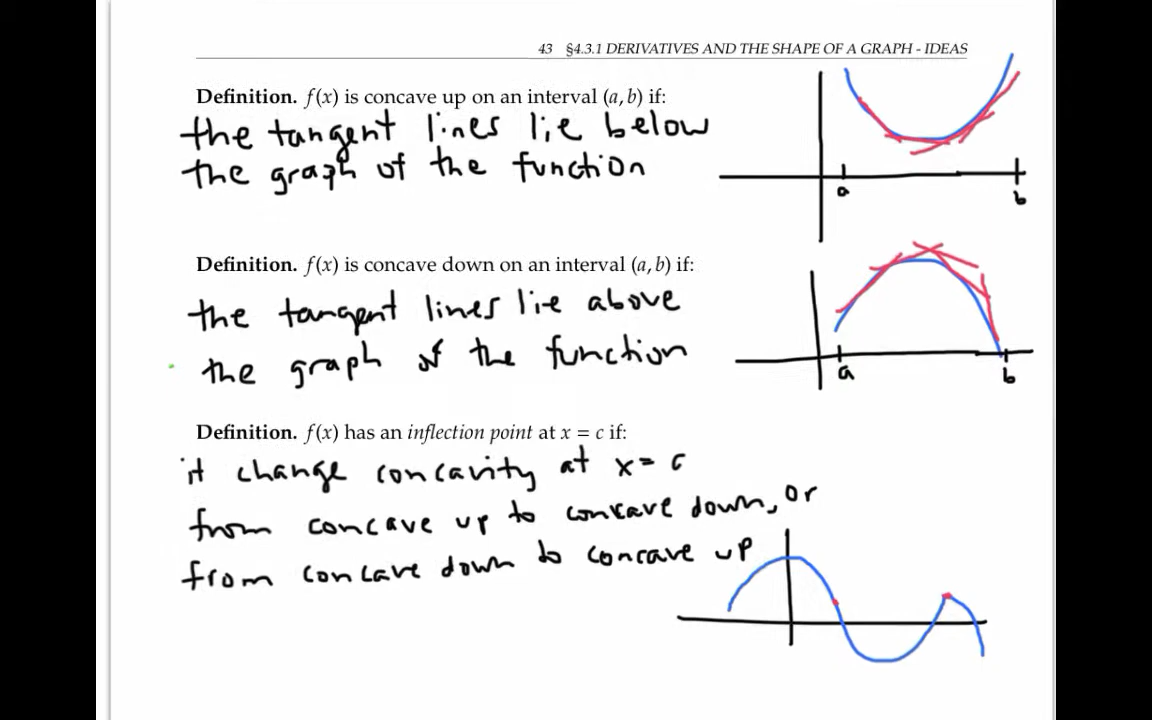 43 §4.3.1 DERIVATIVES AND THE SHAPE OF A GRAPH - IDEAS
Definition. f(x) is concave up on an interval (a, b) if:
the tangent lines lie below
the graph of the function
a
b
Definition. f(x) is concave down on an interval (a, b) if:
the tangent lines lie above
the graph of the function
a
b
Definition. f(x) has an inflection point at x = c if:
it change concavity at x= c
from concave up to concave down, or
from concave down to concave up